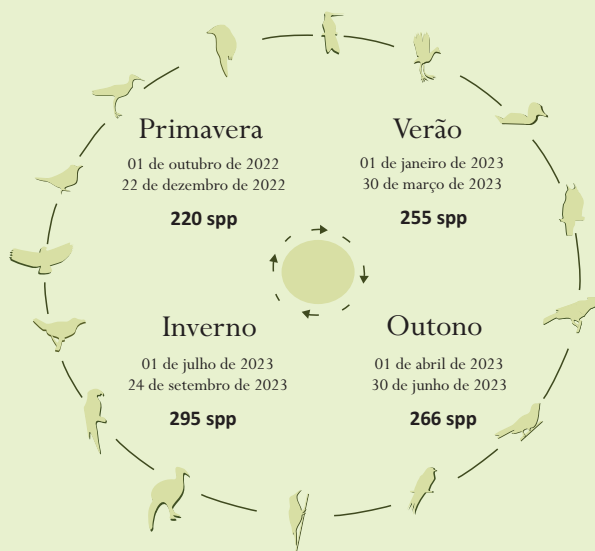 Primavera
01 de outubro de 2022
22 de dezembro de 2022
220 spp
Verão
01 de janeiro de 2023
30 de março de 2023
255 spp
Inverno
01 de julho de 2023
24 de setembro de 2023
295 spp
Outono
01 de abril de 2023
30 de junho de 2023
266 spp